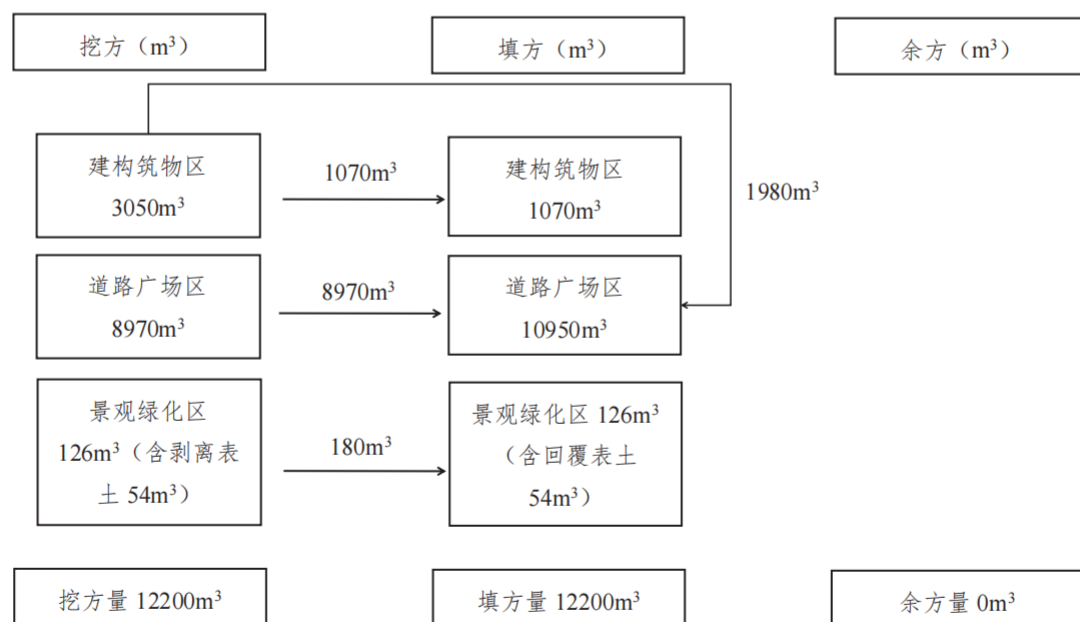 挖方（m³）
填方（m³）
余方（m³）
建构筑物区
3050m³
1070m³
建构筑物区
1070m³
1980m³
道路广场区
8970m³
8970m³
道路广场区
10950m³
景观绿化区
126m³（含剥离表
土 54m³）
180m³
景观绿化区 126m³
（含回覆表土
54m³）
挖方量 12200m³
填方量 12200m³
余方量 0m³